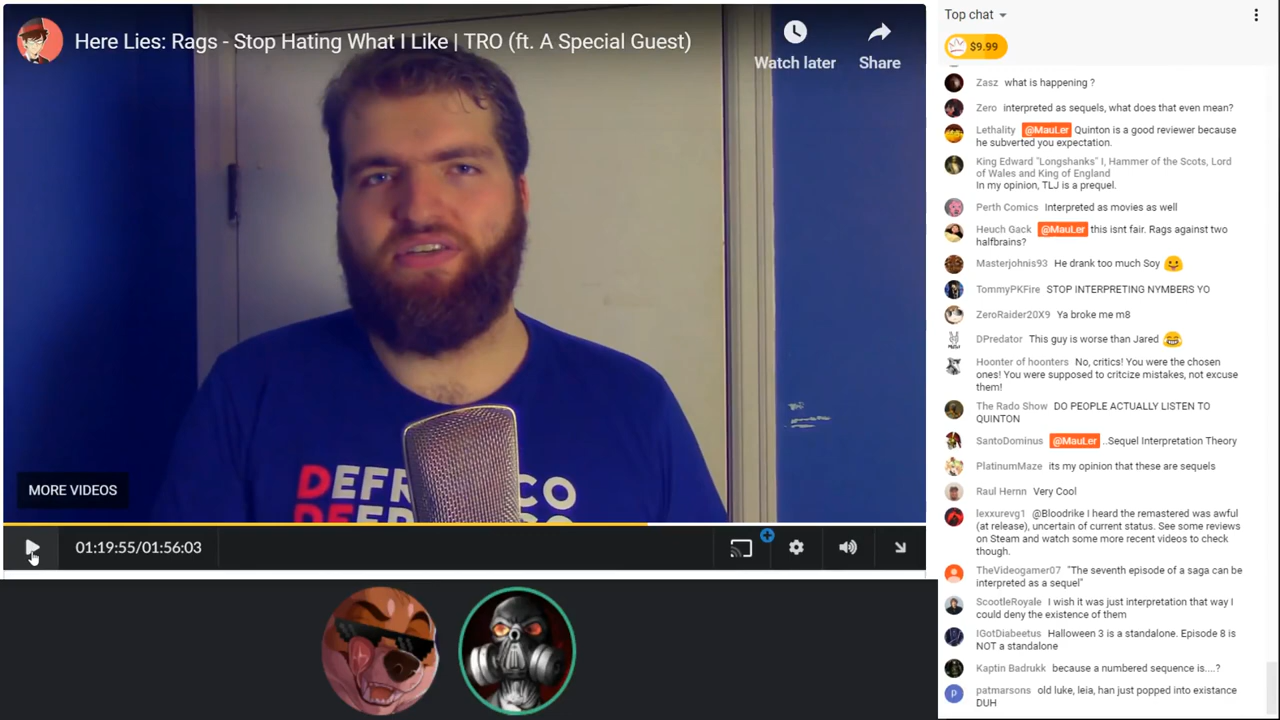 Here Lies: Rags - Stop Hating What I Like | TRO (ft. A Special Guest)
Watch later
Share
MORE VIDEOS
01:19:55/01:56:03
Top chat
$9.99
Zasz what is happening ?
Zero interpreted as sequels, what does that even mean?
Lethality @MauLer Quinton is a good reviewer because
he subverted you expectation.
King Edward "Longshanks" I, Hammer of the Scots, Lord
of Wales and King of England
In my opinion, TLJ is a prequel.
Perth Comics Interpreted as movies as well
Heuch Gack @MauLer this isnt fair. Rags against two
halfbrains?
Masterjohnis93 He drank too much Soy
TommyPKFire STOP INTERPRETING NYMBERS YO
ZeroRaider20X9 Ya broke me m8
DPredator This guy is worse than Jared
Hoonter of hoonters No, critics! You were the chosen
ones! You were supposed to critcize mistakes, not excuse
them!
The Rado Show DO PEOPLE ACTUALLY LISTEN TO
QUINTON
SantoDominus @MauLer ..Sequel Interpretation Theory
PlatinumMaze its my opinion that these are sequels
Raul Hernn Very Cool
lexxurevg1 @Bloodrike I heard the remastered was awful
(at release), uncertain of current status. See some reviews
on Steam and watch some more recent videos to check
though.
TheVideogamer07 "The seventh episode of a saga can be
interpreted as a sequel"
ScootleRoyale I wish it was just interpretation that way I
could deny the existence of them
IGotDiabeetus Halloween 3 is a standalone. Episode 8 is
NOT a standalone
Kaptin Badrukk because a numbered sequence is....?
p
patmarsons old luke, leia, han just popped into existance
DUH